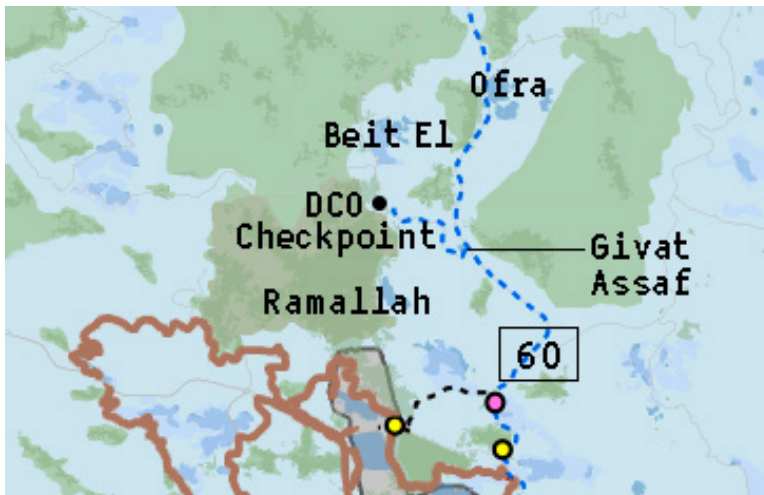 Ofra
Beit El
DCO
Checkpoint
Givat
Assaf
Ramallah
60